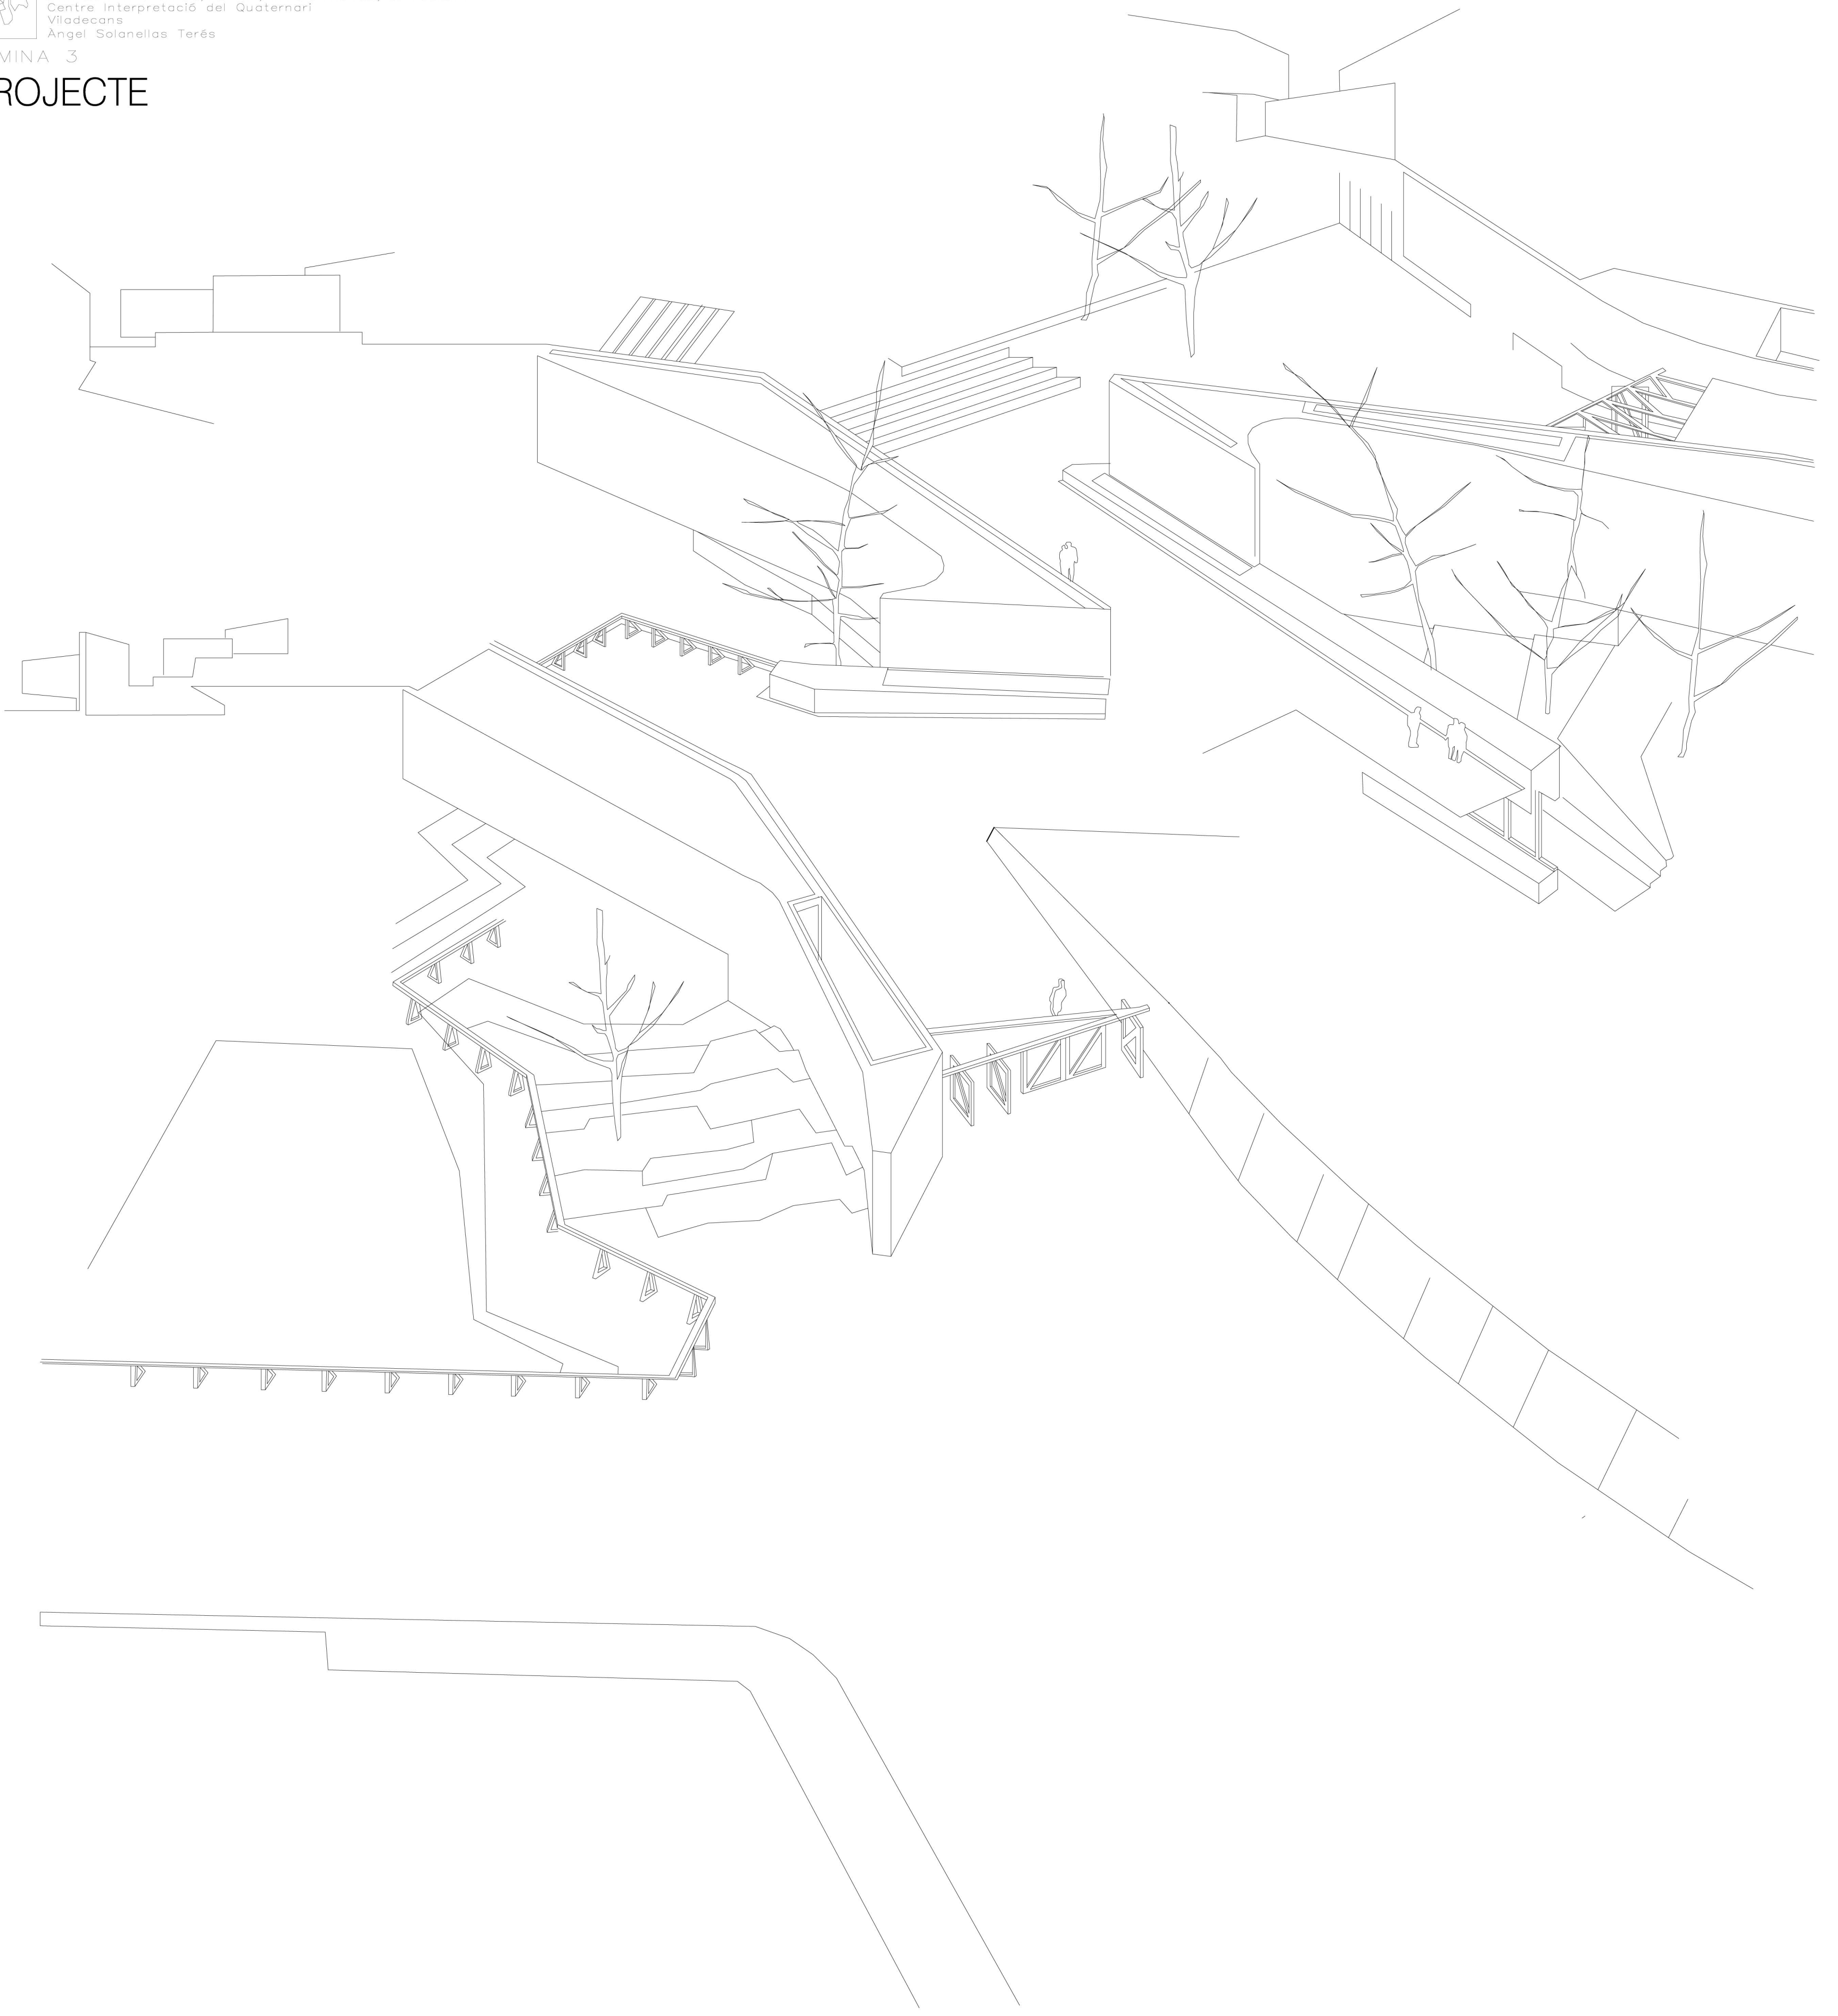 Centre Interpretació del Quaternari
Viladecans
Àngel Solanellas Terés
MINA 3
ROJECTE